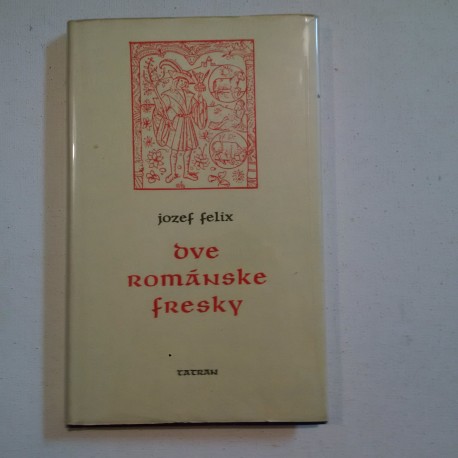 jozef felix
dve
románske
fresky
tatran